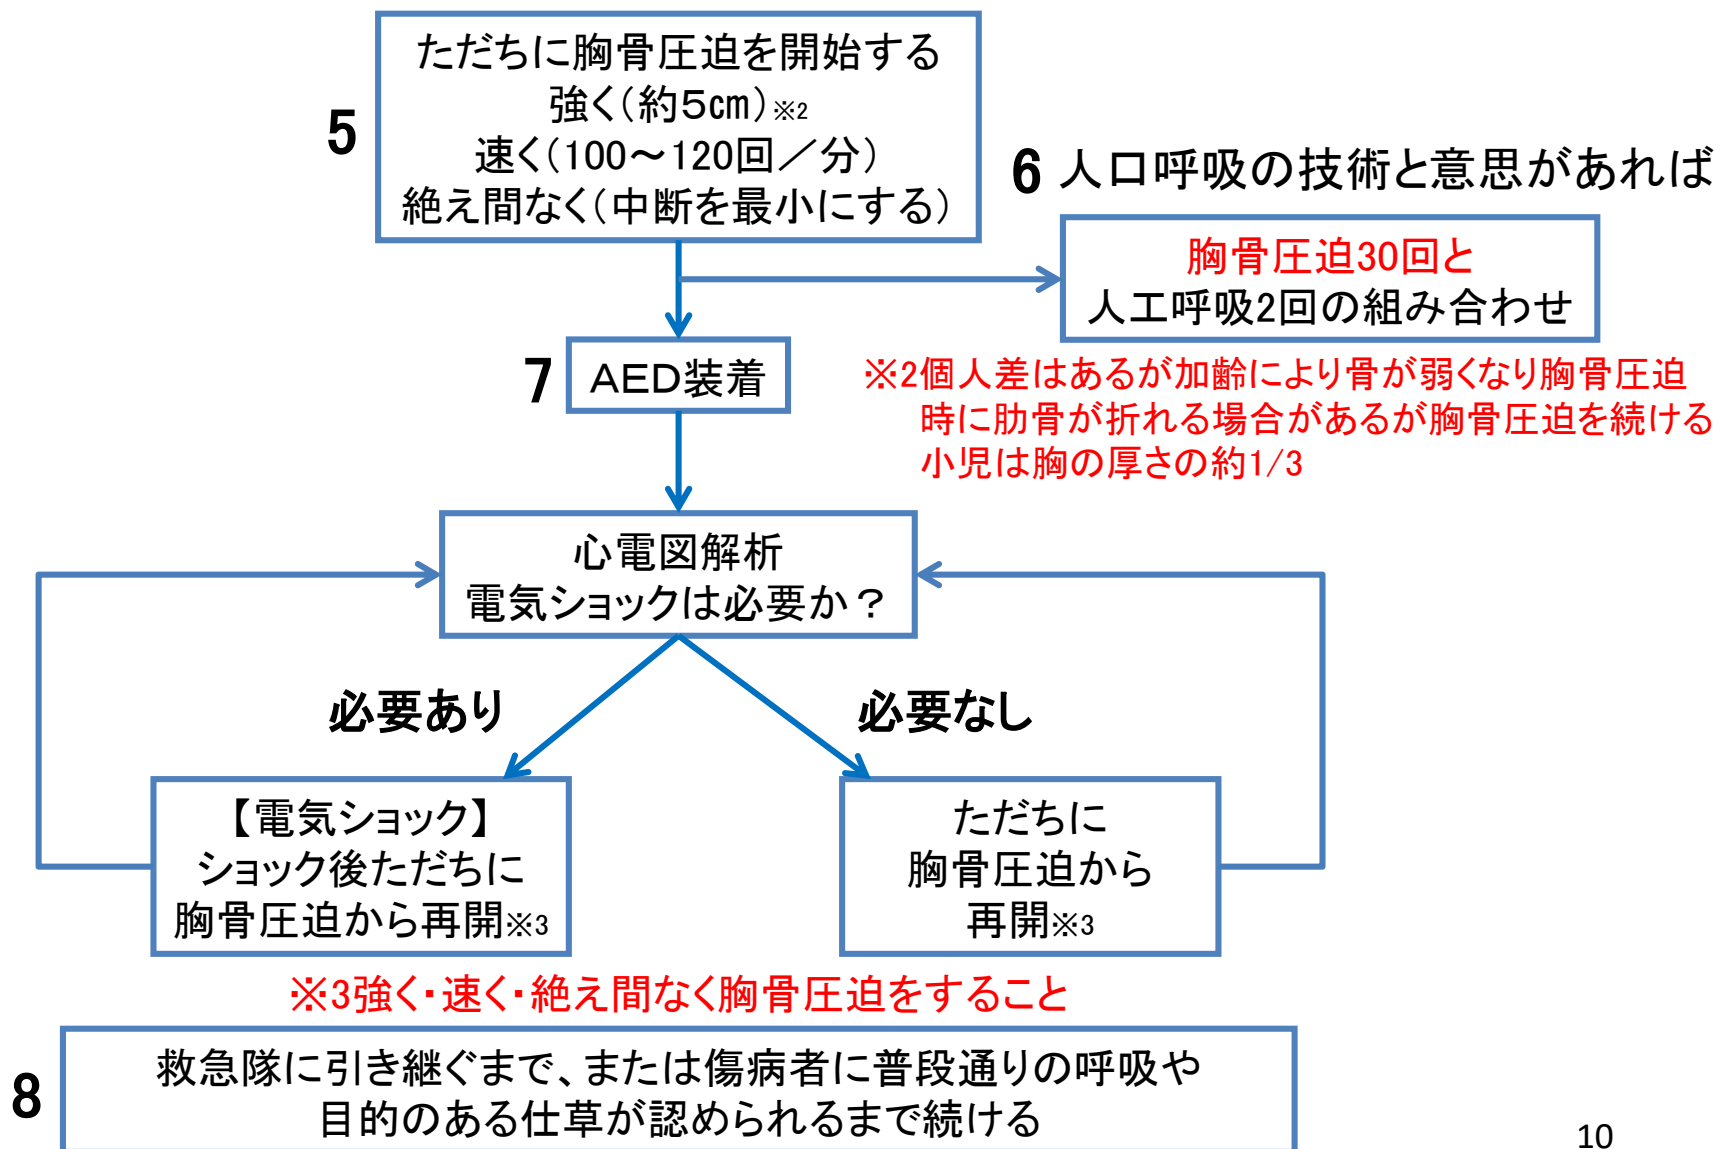 5
ただちに胸骨圧迫を開始する
強く(約5㎝)※2
速く(100～120回／分)
絶え間なく(中断を最小にする)
6 人口呼吸の技術と意思があれば
胸骨圧迫30回と
人工呼吸2回の組み合わせ
7
AED装着
※2個人差はあるが加齢により骨が弱くなり胸骨圧迫
時に肋骨が折れる場合があるが胸骨圧迫を続ける
小児は胸の厚さの約1/3
心電図解析
電気ショックは必要か？
必要あり
必要なし
【電気ショック】
ショック後ただちに
胸骨圧迫から再開※3
ただちに
胸骨圧迫から
再開※3
※3強く・速く・絶え間なく胸骨圧迫をすること
8
救急隊に引き継ぐまで、または傷病者に普段通りの呼吸や
目的のある仕草が認められるまで続ける
10